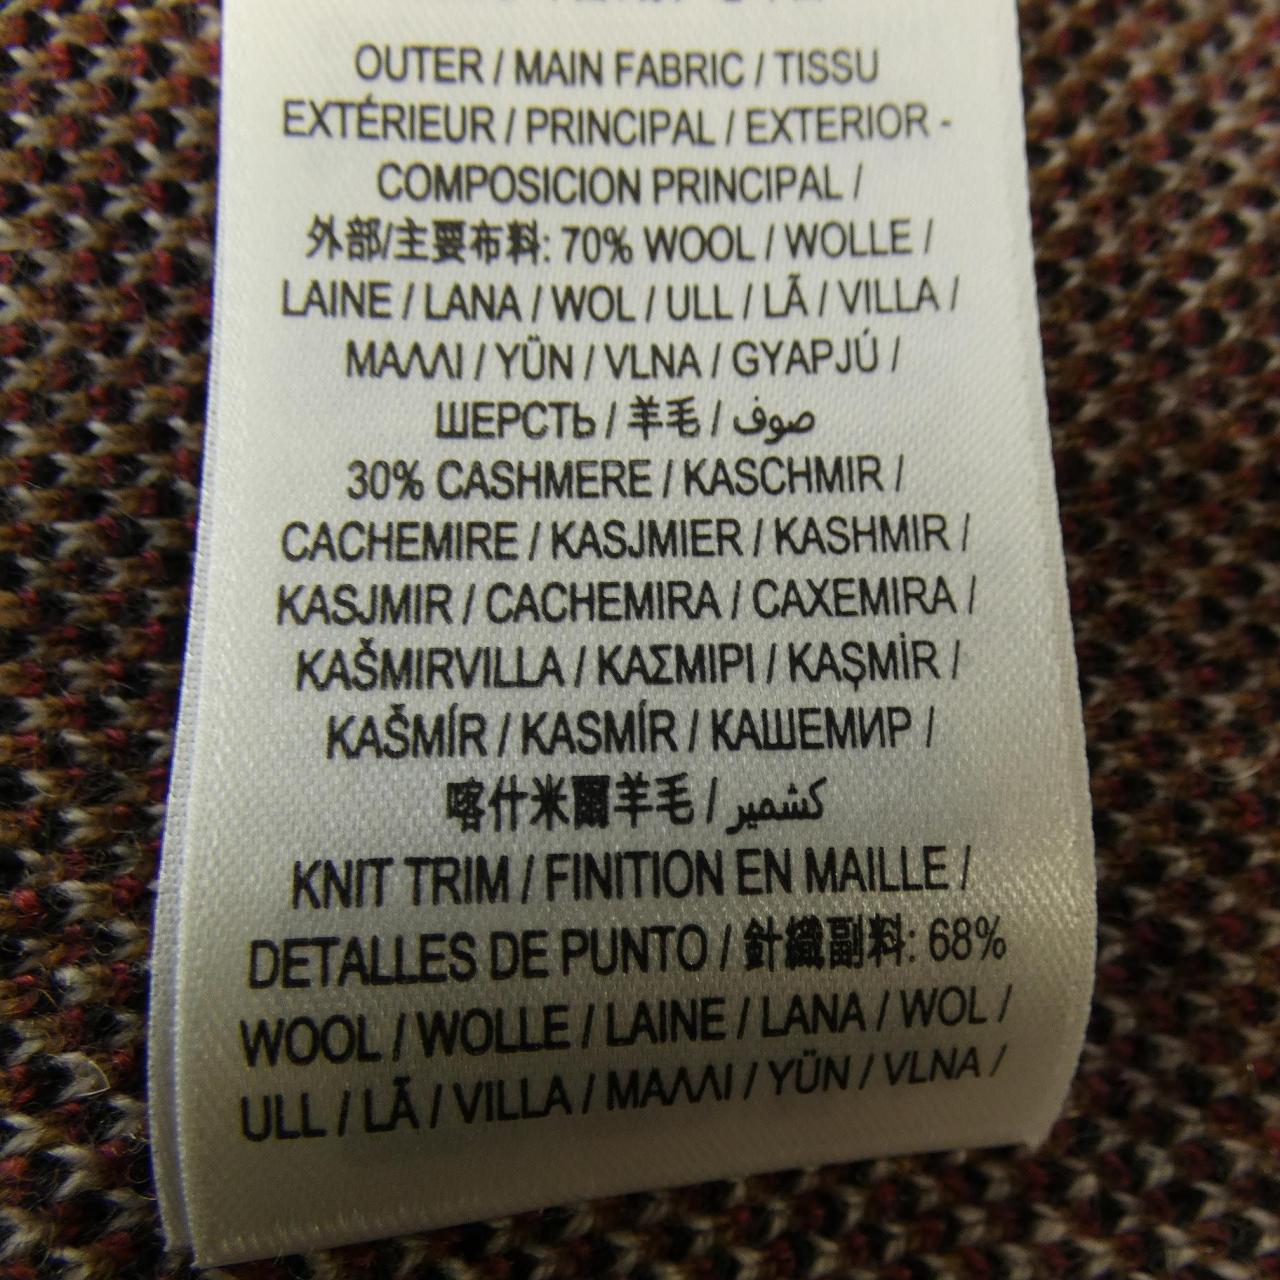 OUTER / MAIN FABRIC / TISSU
EXTÉRIEUR / PRINCIPAL / EXTERIOR -
COMPOSICION PRINCIPAL /
外部/主要布料: 70% WOOL / WOLLE /
LAINE / LANA / WOL / ULL / LÃ / VILLA /
ΜΑΛΛΙ / YÜN / VLNA / GYAPJÚ /
ШЕРСТЬ / 羊毛 / صوف
30% CASHMERE / KASCHMIR /
CACHEMIRE / KASJMIER / KASHMIR /
KASJMIR / CACHEMIRA / CAXEMIRA /
KAŠMIRVILLA / ΚΑΣΜΙΡΙ / KAŞMİR /
KAŠMÍR / KASMÍR / КАШЕМИР /
喀什米爾羊毛 / كشمير
KNIT TRIM / FINITION EN MAILLE /
DETALLES DE PUNTO / 針織副料: 68%
WOOL / WOLLE / LAINE / LANA / WOL /
ULL / LÃ / VILLA / ΜΑΛΛΙ / YÜN / VLNA /